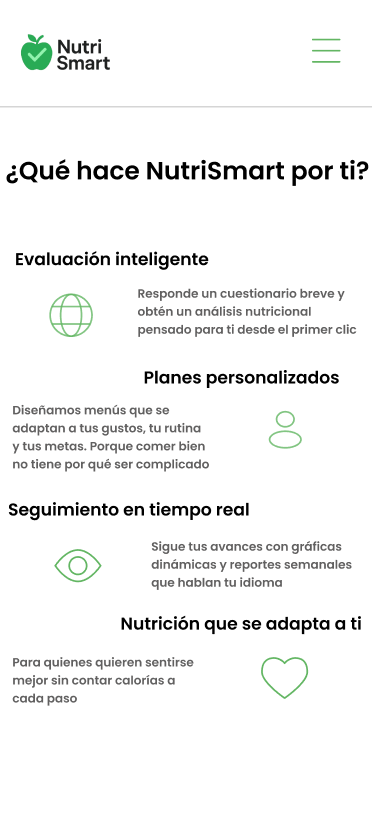 Nutri
Smart
¿Qué hace NutriSmart por ti?
Evaluación inteligente
Responde un cuestionario breve y
obtén un análisis nutricional
pensado para ti desde el primer clic
Planes personalizados
Diseñamos menús que se
adaptan a tus gustos, tu rutina
y tus metas. Porque comer bien
no tiene por qué ser complicado
Seguimiento en tiempo real
Sigue tus avances con gráficas
dinámicas y reportes semanales
que hablan tu idioma
Nutrición que se adapta a ti
Para quienes quieren sentirse
mejor sin contar calorías a
cada paso